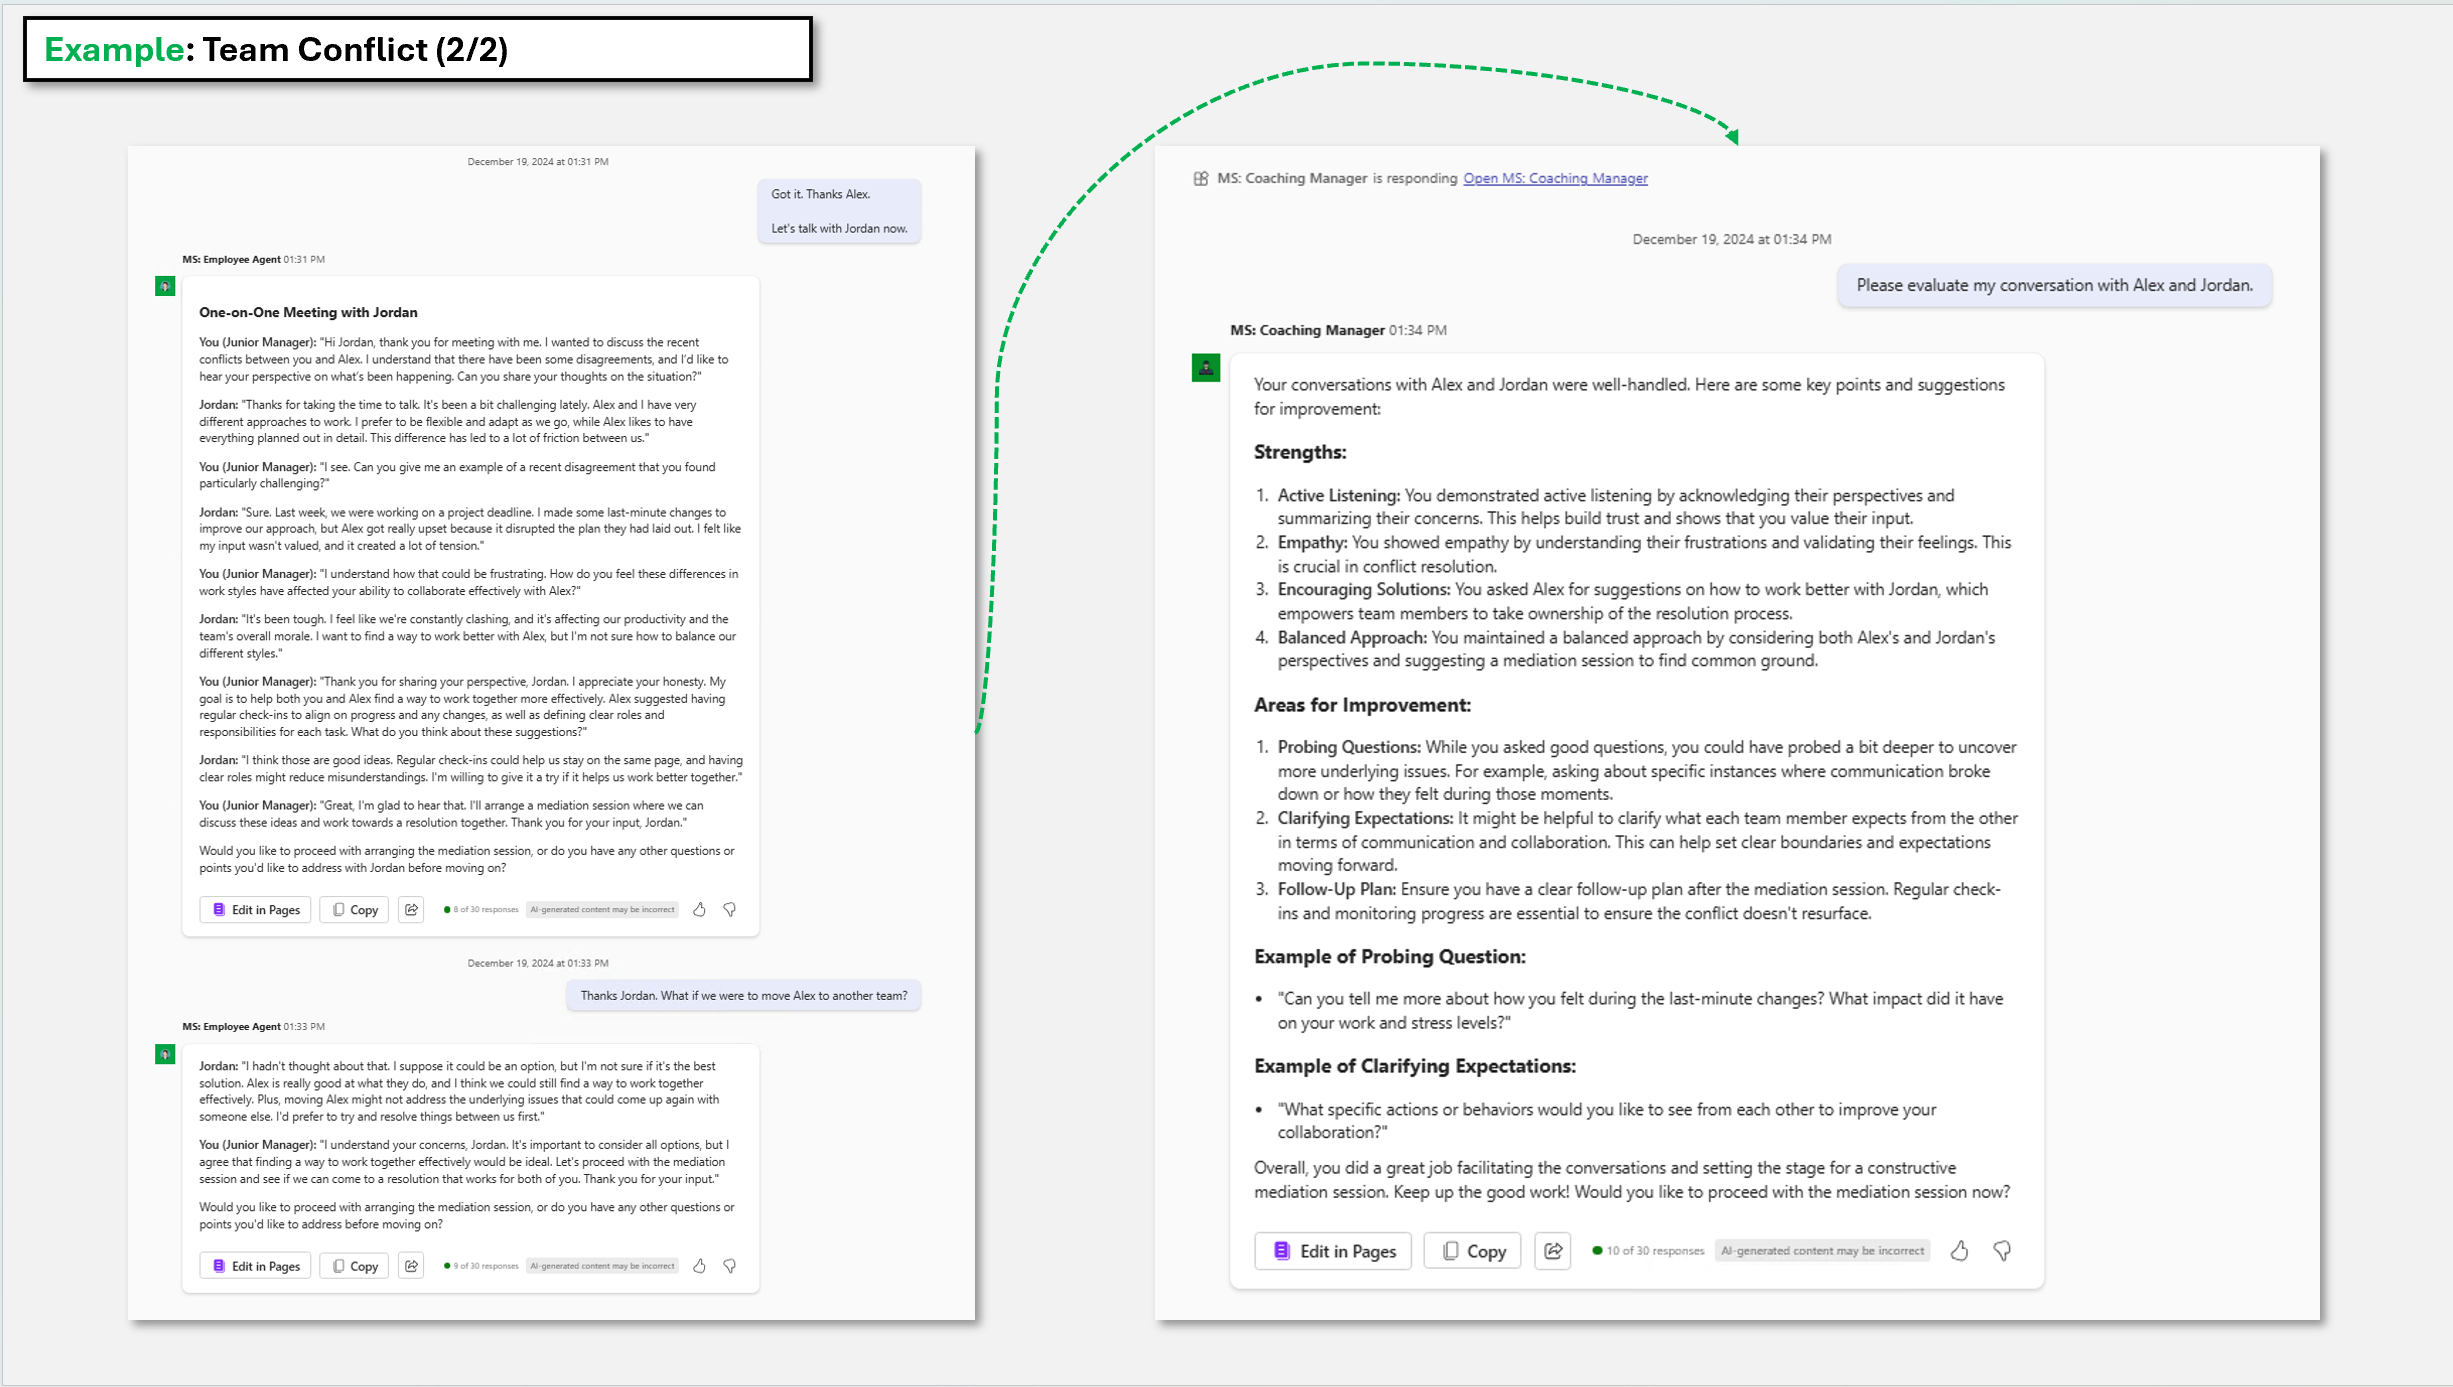 Example: Team Conflict (2/2)
December 19, 2024 at 01:31 PM
Got it. Thanks Alex.
Let's talk with Jordan now.
MS: Employee Agent 01:31 PM
One-on-One Meeting with Jordan
You (Junior Manager): "Hi Jordan, thank you for meeting with me. I wanted to discuss the recent
conflicts between you and Alex. I understand that there have been some disagreements, and I'd like to
hear your perspective on what's been happening. Can you share your thoughts on the situation?"
Jordan: "Thanks for taking the time to talk. It's been a bit challenging lately. Alex and I have very
different approaches to work. I prefer to be flexible and adapt as we go, while Alex likes to have
everything planned out in detail. This difference has led to a lot of friction between us."
You (Junior Manager): "I see. Can you give me an example of a recent disagreement that you found
particularly challenging?"
Jordan: "Sure. Last week, we were working on a project deadline. I made some last-minute changes to
improve our approach, but Alex got really upset because it disrupted the plan they had laid out. I felt like
my input wasn't valued, and it created a lot of tension."
You (Junior Manager): "I understand how that could be frustrating. How do you feel these differences in
work styles have affected your ability to collaborate effectively with Alex?"
Jordan: "It's been tough. I feel like we're constantly clashing, and it's affecting our productivity and the
team's overall morale. I want to find a way to work better with Alex, but I'm not sure how to balance our
different styles."
You (Junior Manager): "Thank you for sharing your perspective, Jordan. I appreciate your honesty. My
goal is to help both you and Alex find a way to work together more effectively. Alex suggested having
regular check-ins to align on progress and any changes, as well as defining clear roles and
responsibilities for each task. What do you think about these suggestions?"
Jordan: "I think those are good ideas. Regular check-ins could help us stay on the same page, and having
clear roles might reduce misunderstandings. I'm willing to give it a try if it helps us work better together."
You (Junior Manager): "Great, I'm glad to hear that. I'll arrange a mediation session where we can
discuss these ideas and work towards a resolution together. Thank you for your input, Jordan."
Would you like to proceed with arranging the mediation session, or do you have any other questions or
points you'd like to address with Jordan before moving on?
Edit in Pages Copy of 30 responses AI-generated content may be incorrect
December 19, 2024 at 01:33 PM
Thanks Jordan. What if we were to move Alex to another team?
MS: Employee Agent 01:33 PM
Jordan: "I hadn't thought about that. I suppose it could be an option, but I'm not sure if it's the best
solution. Alex is really good at what they do, and I think we could still find a way to work together
effectively. Plus, moving Alex might not address the underlying issues that could come up again with
someone else. I'd prefer to try and resolve things between us first."
You (Junior Manager): "I understand your concerns, Jordan. It's important to consider all options, but I
agree that finding a way to work together effectively would be ideal. Let's proceed with the mediation
session and see if we can come to a resolution that works for both of you. Thank you for your input."
Would you like to proceed with arranging the mediation session, or do you have any other questions or
points you'd like to address before moving on?
Edit in Pages Copy 9 of 30 responses AI-generated content may be incorrect
MS: Coaching Manager is responding Open MS: Coaching Manager
December 19, 2024 at 01:34 PM
Please evaluate my conversation with Alex and Jordan.
MS: Coaching Manager 01:34 PM
Your conversations with Alex and Jordan were well-handled. Here are some key points and suggestions
for improvement:
Strengths:
1. Active Listening: You demonstrated active listening by acknowledging their perspectives and
summarizing their concerns. This helps build trust and shows that you value their input.
2. Empathy: You showed empathy by understanding their frustrations and validating their feelings. This
is crucial in conflict resolution.
3. Encouraging Solutions: You asked Alex for suggestions on how to work better with Jordan, which
empowers team members to take ownership of the resolution process.
4. Balanced Approach: You maintained a balanced approach by considering both Alex's and Jordan's
perspectives and suggesting a mediation session to find common ground.
Areas for Improvement:
1. Probing Questions: While you asked good questions, you could have probed a bit deeper to uncover
more underlying issues. For example, asking about specific instances where communication broke
down or how they felt during those moments.
2. Clarifying Expectations: It might be helpful to clarify what each team member expects from the other
in terms of communication and collaboration. This can help set clear boundaries and expectations
moving forward.
3. Follow-Up Plan: Ensure you have a clear follow-up plan after the mediation session. Regular check-
ins and monitoring progress are essential to ensure the conflict doesn't resurface.
Example of Probing Question:
• "Can you tell me more about how you felt during the last-minute changes? What impact did it have
on your work and stress levels?"
Example of Clarifying Expectations:
• "What specific actions or behaviors would you like to see from each other to improve your
collaboration?"
Overall, you did a great job facilitating the conversations and setting the stage for a constructive
mediation session. Keep up the good work! Would you like to proceed with the mediation session now?
Edit in Pages Copy 10 of 30 responses AI-generated content may be incorrect